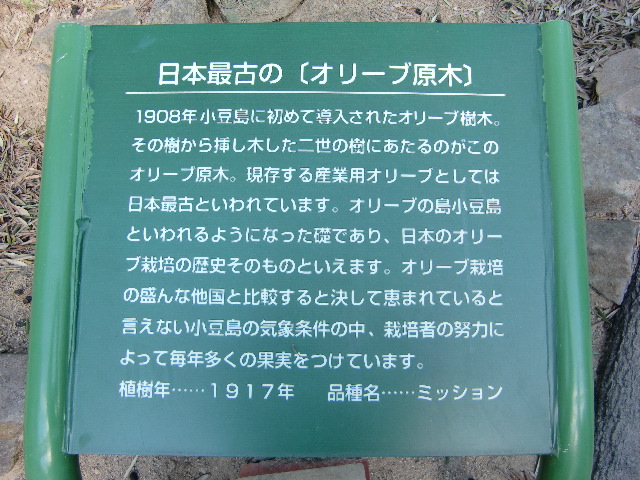 日本最古の〔オリーブ原木〕
1908年小豆島に初めて導入されたオリーブ樹木。
その樹から挿し木した二世の樹にあたるのがこの
オリーブ原木。現存する産業用オリーブとしては
日本最古といわれています。オリーブの島小豆島
といわれるようになった礎であり、日本のオリー
ブ栽培の歴史そのものといえます。オリーブ栽培
の盛んな他国と比較すると決して恵まれていると
言えない小豆島の気象条件の中、栽培者の努力に
よって毎年多くの果実をつけています。
植樹年……１９１７年　品種名……ミッション